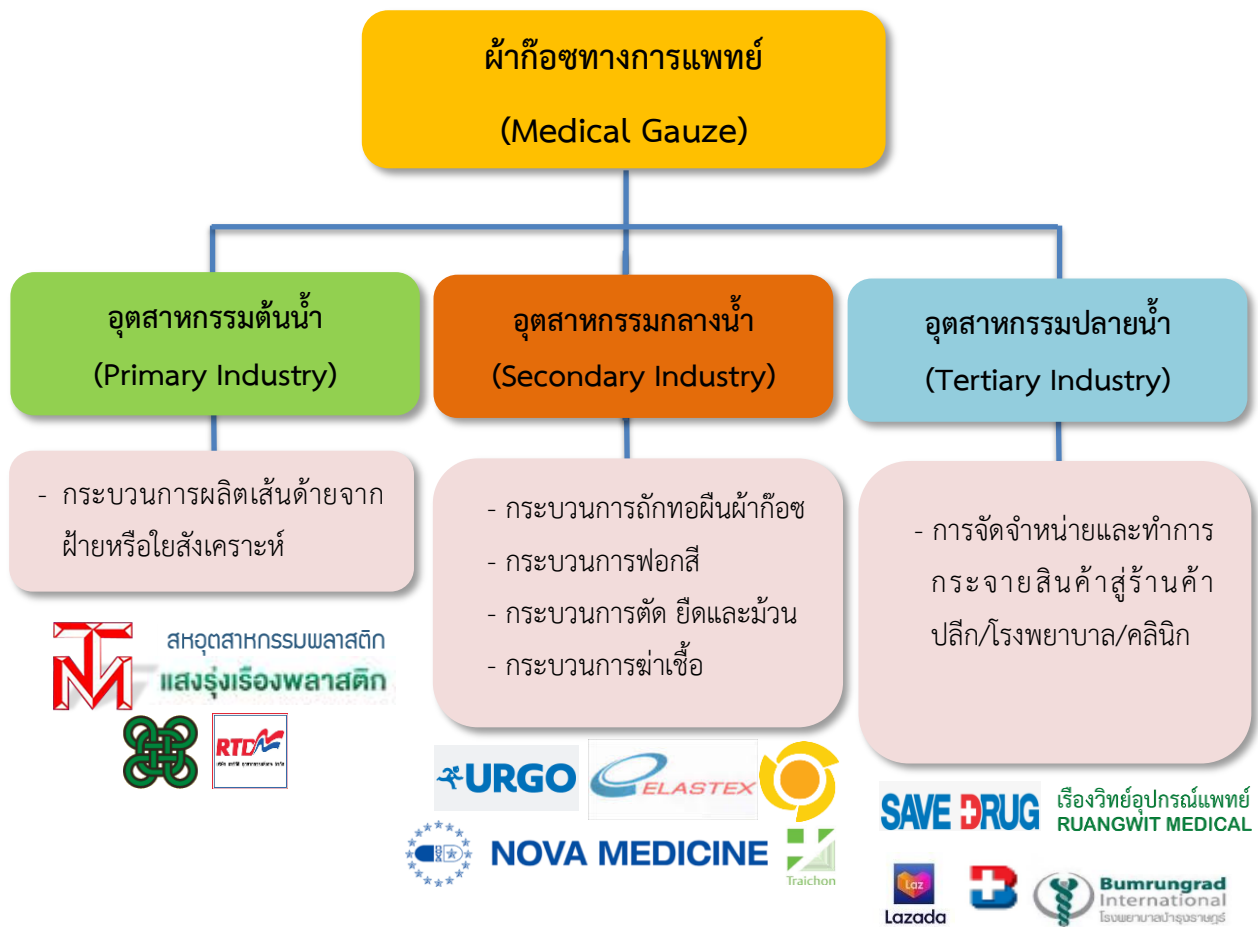 ผ้าก๊อซทางการแพทย์
(Medical Gauze)
อุตสาหกรรมต้นน้ำ
(Primary Industry)
- กระบวนการผลิตเส้นด้ายจาก
ฝ้ายหรือใยสังเคราะห์
สหอุตสาหกรรมพลาสติก
แสงรุ่งเรืองพลาสติก
RTD
อุตสาหกรรมกลางน้ำ
(Secondary Industry)
- กระบวนการถักทอผืนผ้าก๊อซ
- กระบวนการฟอกสี
- กระบวนการตัด ยืดและม้วน
- กระบวนการฆ่าเชื้อ
URGO
ELASTEX
NOVA MEDICINE
Traichon
อุตสาหกรรมปลายน้ำ
(Tertiary Industry)
- การจัดจำหน่ายและทำการ
กระจายสินค้าสู่ร้านค้า
ปลีก/โรงพยาบาล/คลินิก
SAVE DRUG
เรืองวิทย์อุปกรณ์แพทย์
RUANGWIT MEDICAL
Laz
Lazada
B
Bumrungrad
International
โรงพยาบาลบำรุงราษฎร์